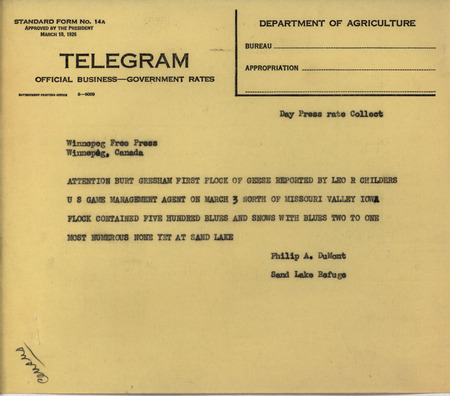 STANDARD FORM No. 14A
APPROVED BY THE PRESIDENT
MARCH 10, 1926
TELEGRAM
OFFICIAL BUSINESS—GOVERNMENT RATES
GOVERNMENT PRINTING OFFICE
DEPARTMENT OF AGRICULTURE
BUREAU
APPROPRIATION
Day Press rate Collect
Winnepeg Free Press
Winnepeg, Canada
ATTENTION BURT GRESHAM FIRST FLOCK OF GEESE REPORTED BY LEO R CHILDERS
U S GAME MANAGEMENT AGENT ON MARCH 3 NORTH OF MISSOURI VALLEY IOWA
FLOCK CONTAINED FIVE HUNDRED BLUES AND SNOWS WITH BLUES TWO TO ONE
MOST NUMEROUS NONE YET AT SAND LAKE
Philip A. DuMont
Sand Lake Refuge